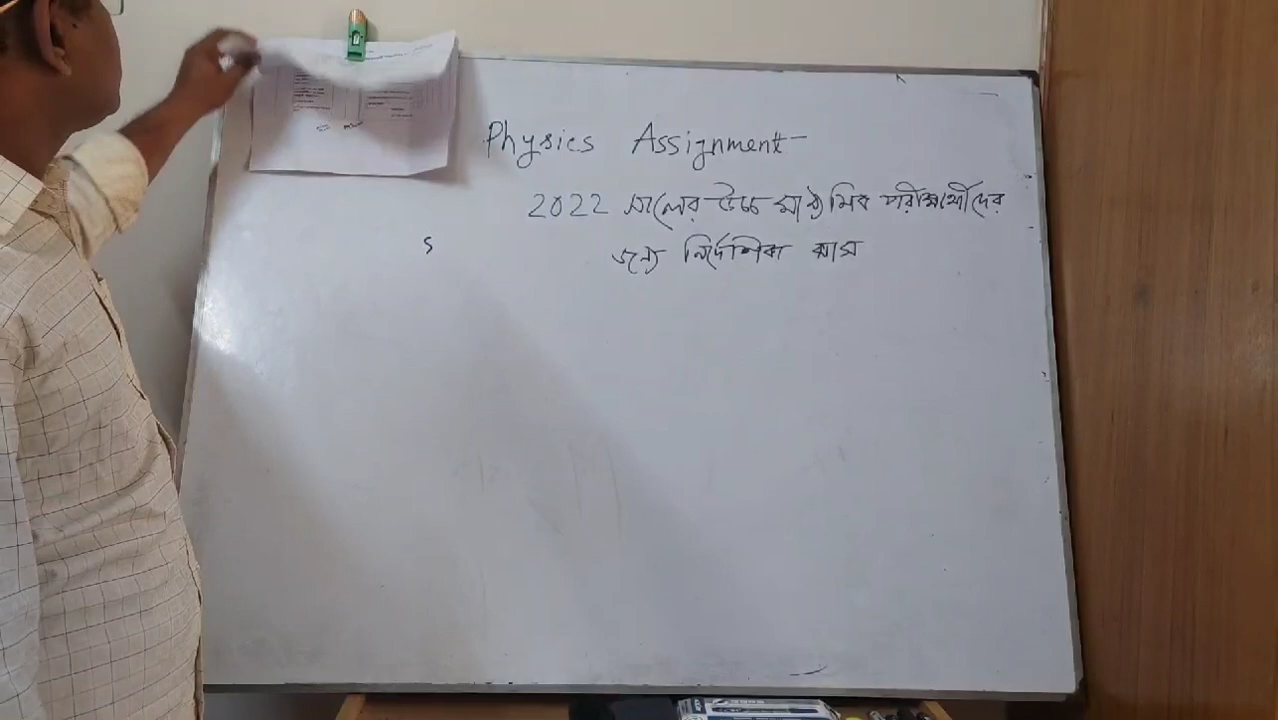 Physics Assignment-
2022 সালের উচ্চ মাধ্যমিক পরীক্ষার্থীদের
জন্য নির্দেশিকা ক্লাস
S